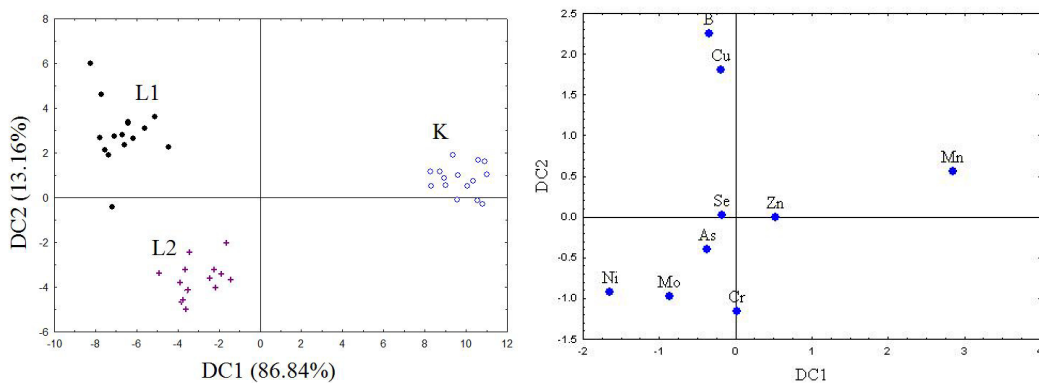 6
4
2
0
-2
-4
-6
-10 -8 -6 -4 -2 0 2 4 6 8 10 12
DC2 (13.16%)
DC1 (86.84%)
L1
K
L2
2.5
2.0
1.5
1.0
0.5
0.0
-0.5
-1.0
-1.5
-2 -1 0 1 2 3 4
DC2
DC1
B
Cu
Mn
Se
Zn
As
Ni
Mo
Cr